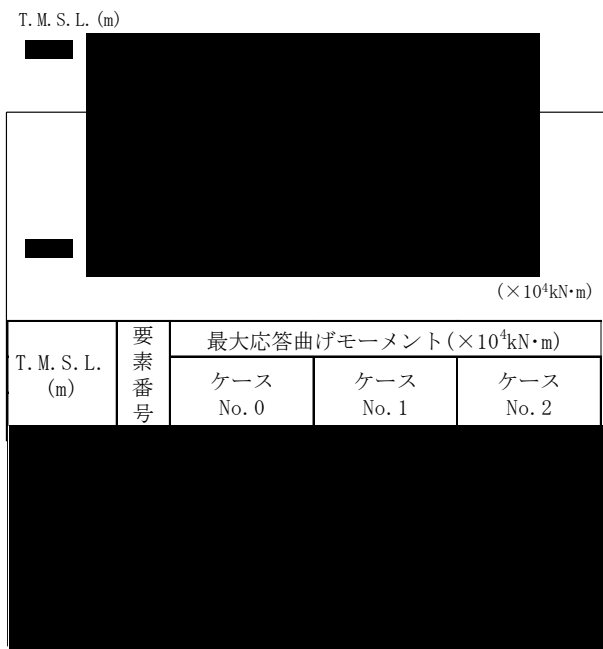 T.M.S.L.(m)
(×10⁴kN·m)
T.M.S.L.
(m)
要素番号
最大応答曲げモーメント(×10⁴kN·m)
ケース
No.0
ケース
No.1
ケース
No.2